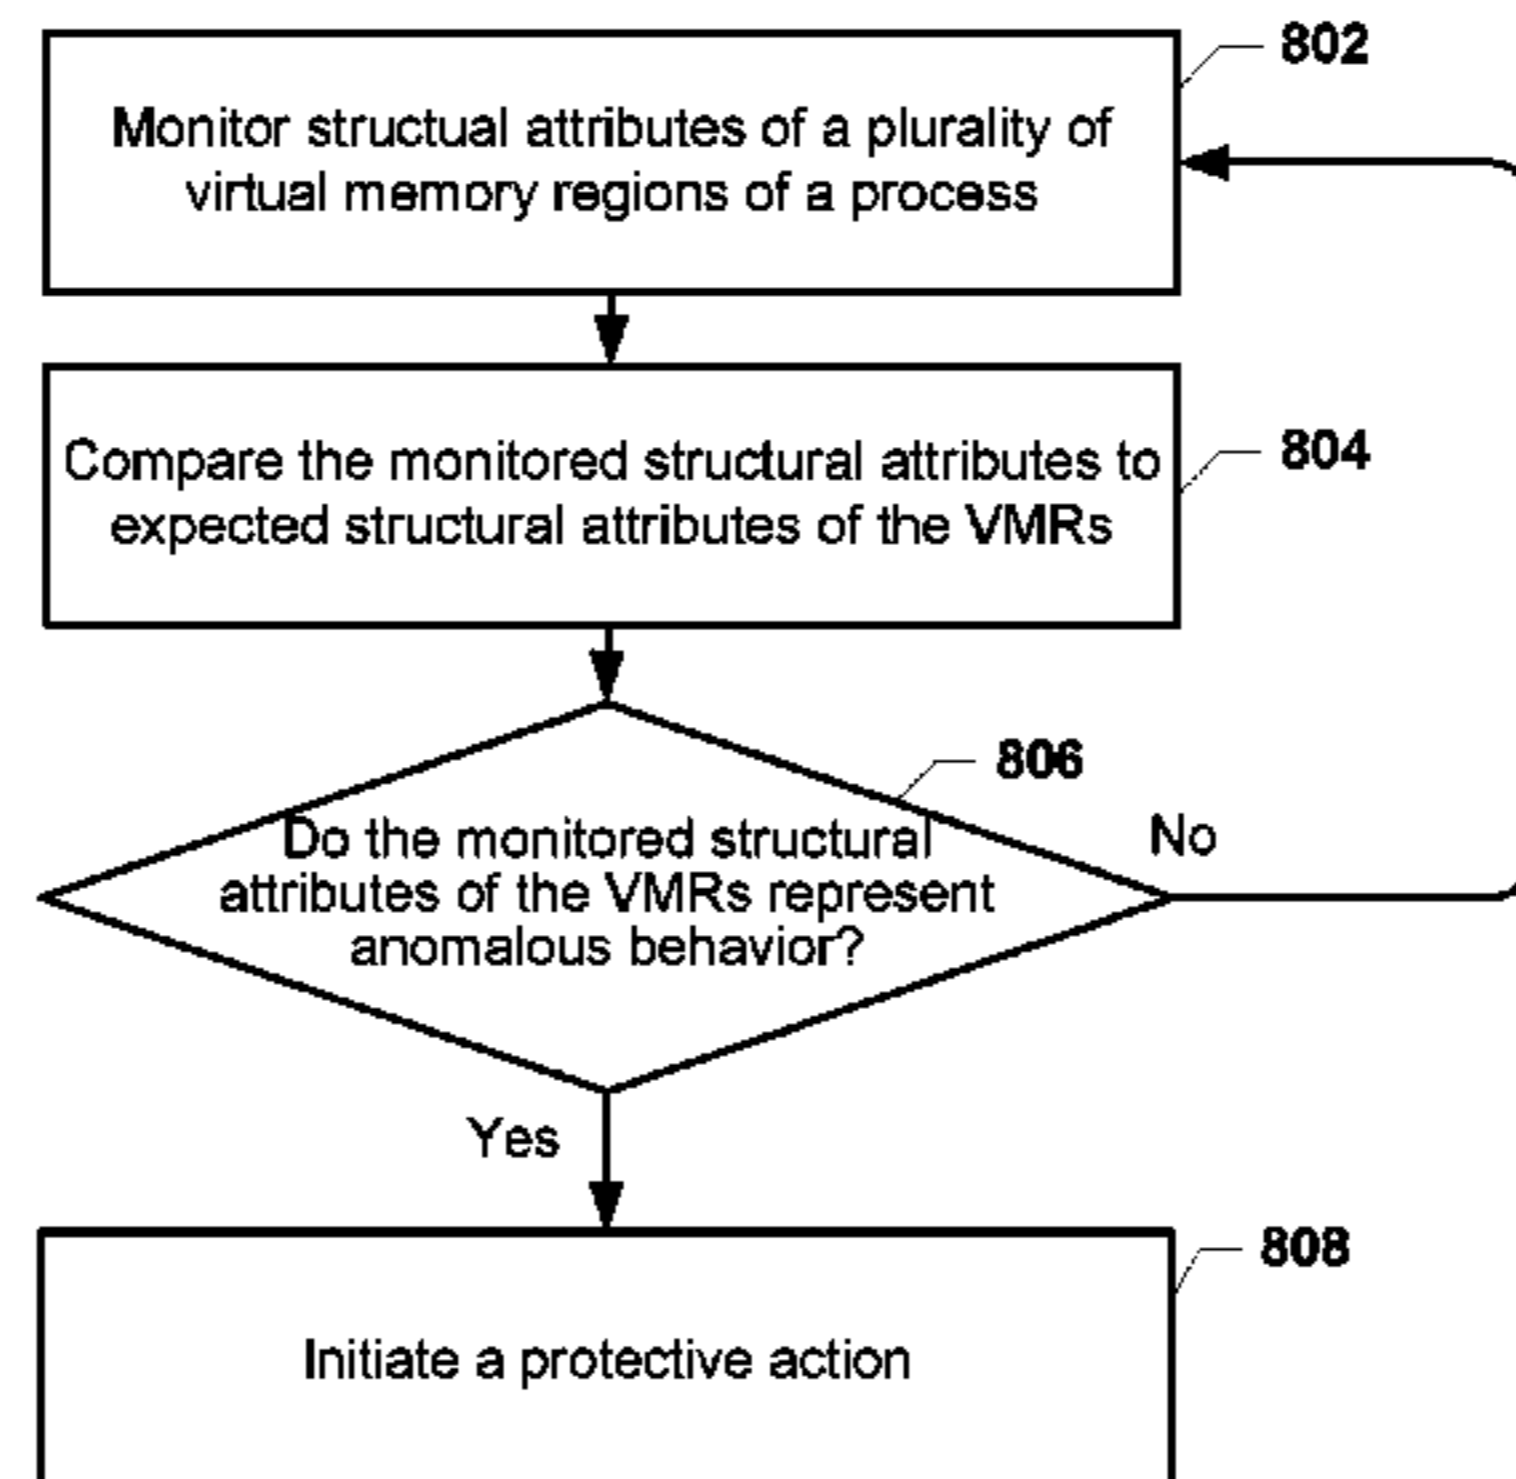 802
Monitor structual attributes of a plurality of
virtual memory regions of a process
804
Compare the monitored structural attributes to
expected structural attributes of the VMRs
806
Do the monitored structural
attributes of the VMRs represent
anomalous behavior?
No
Yes
808
Initiate a protective action